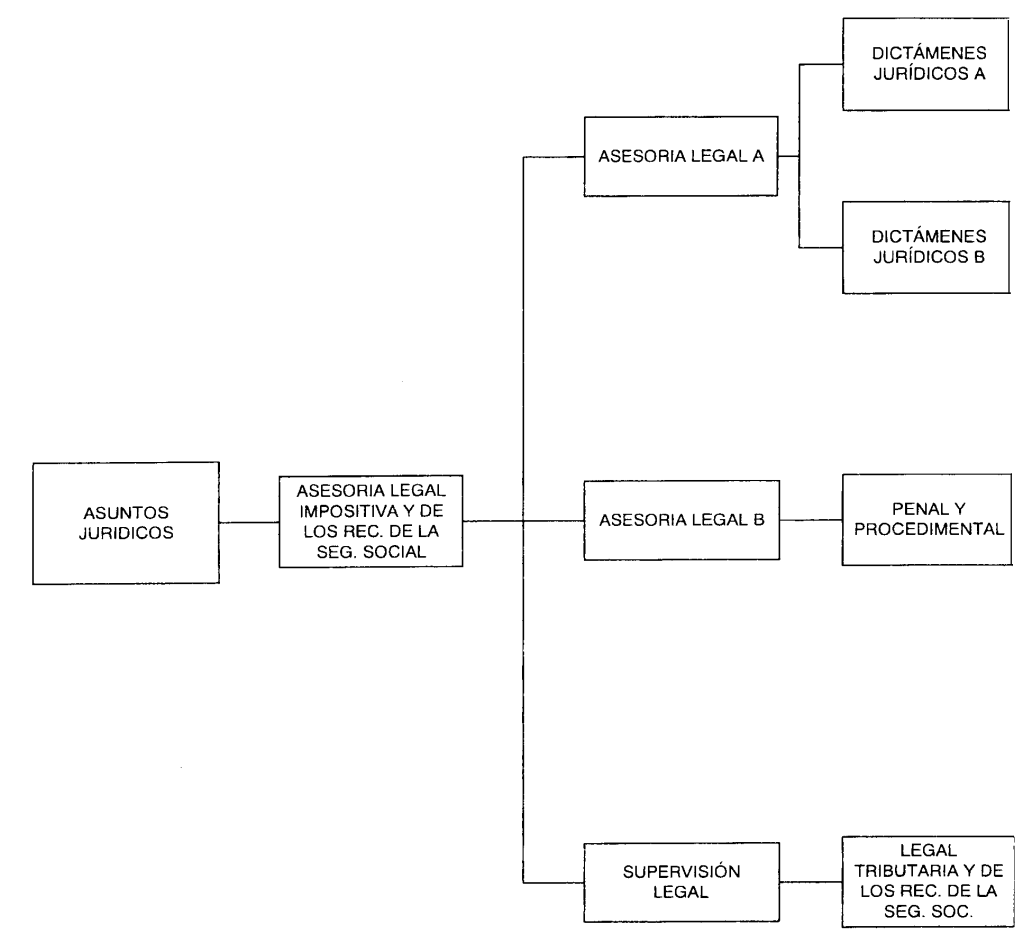 DICTÁMENES
JURÍDICOS A
ASESORIA LEGAL A
DICTÁMENES
JURÍDICOS B
ASUNTOS
JURIDICOS
ASESORIA LEGAL
IMPOSITIVA Y DE
LOS REC. DE LA
SEG. SOCIAL
ASESORIA LEGAL B
PENAL Y
PROCEDIMENTAL
SUPERVISIÓN
LEGAL
LEGAL
TRIBUTARIA Y DE
LOS REC. DE LA
SEG. SOC.